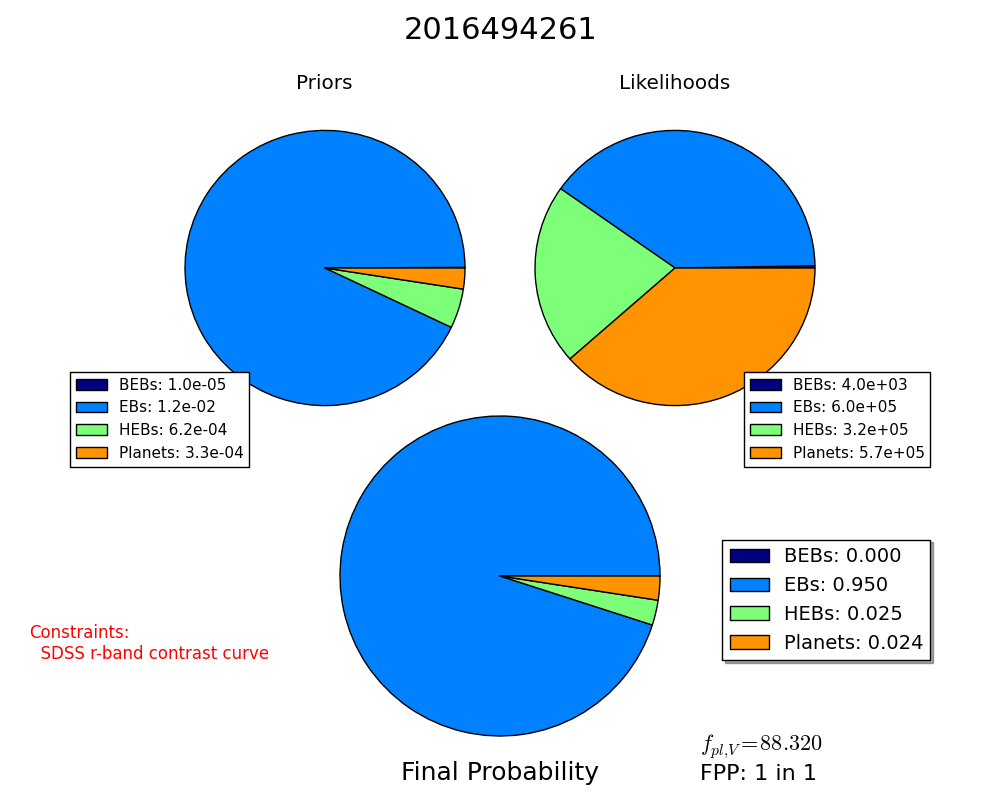 2016494261
Priors
Likelihoods
BEBs: 1.0e-05
EBs: 1.2e-02
HEBs: 6.2e-04
Planets: 3.3e-04
BEBs: 4.0e+03
EBs: 6.0e+05
HEBs: 3.2e+05
Planets: 5.7e+05
BEBs: 0.000
EBs: 0.950
HEBs: 0.025
Planets: 0.024
Constraints:
SDSS r-band contrast curve
f_{pl,V}=88.320
Final Probability
FPP: 1 in 1